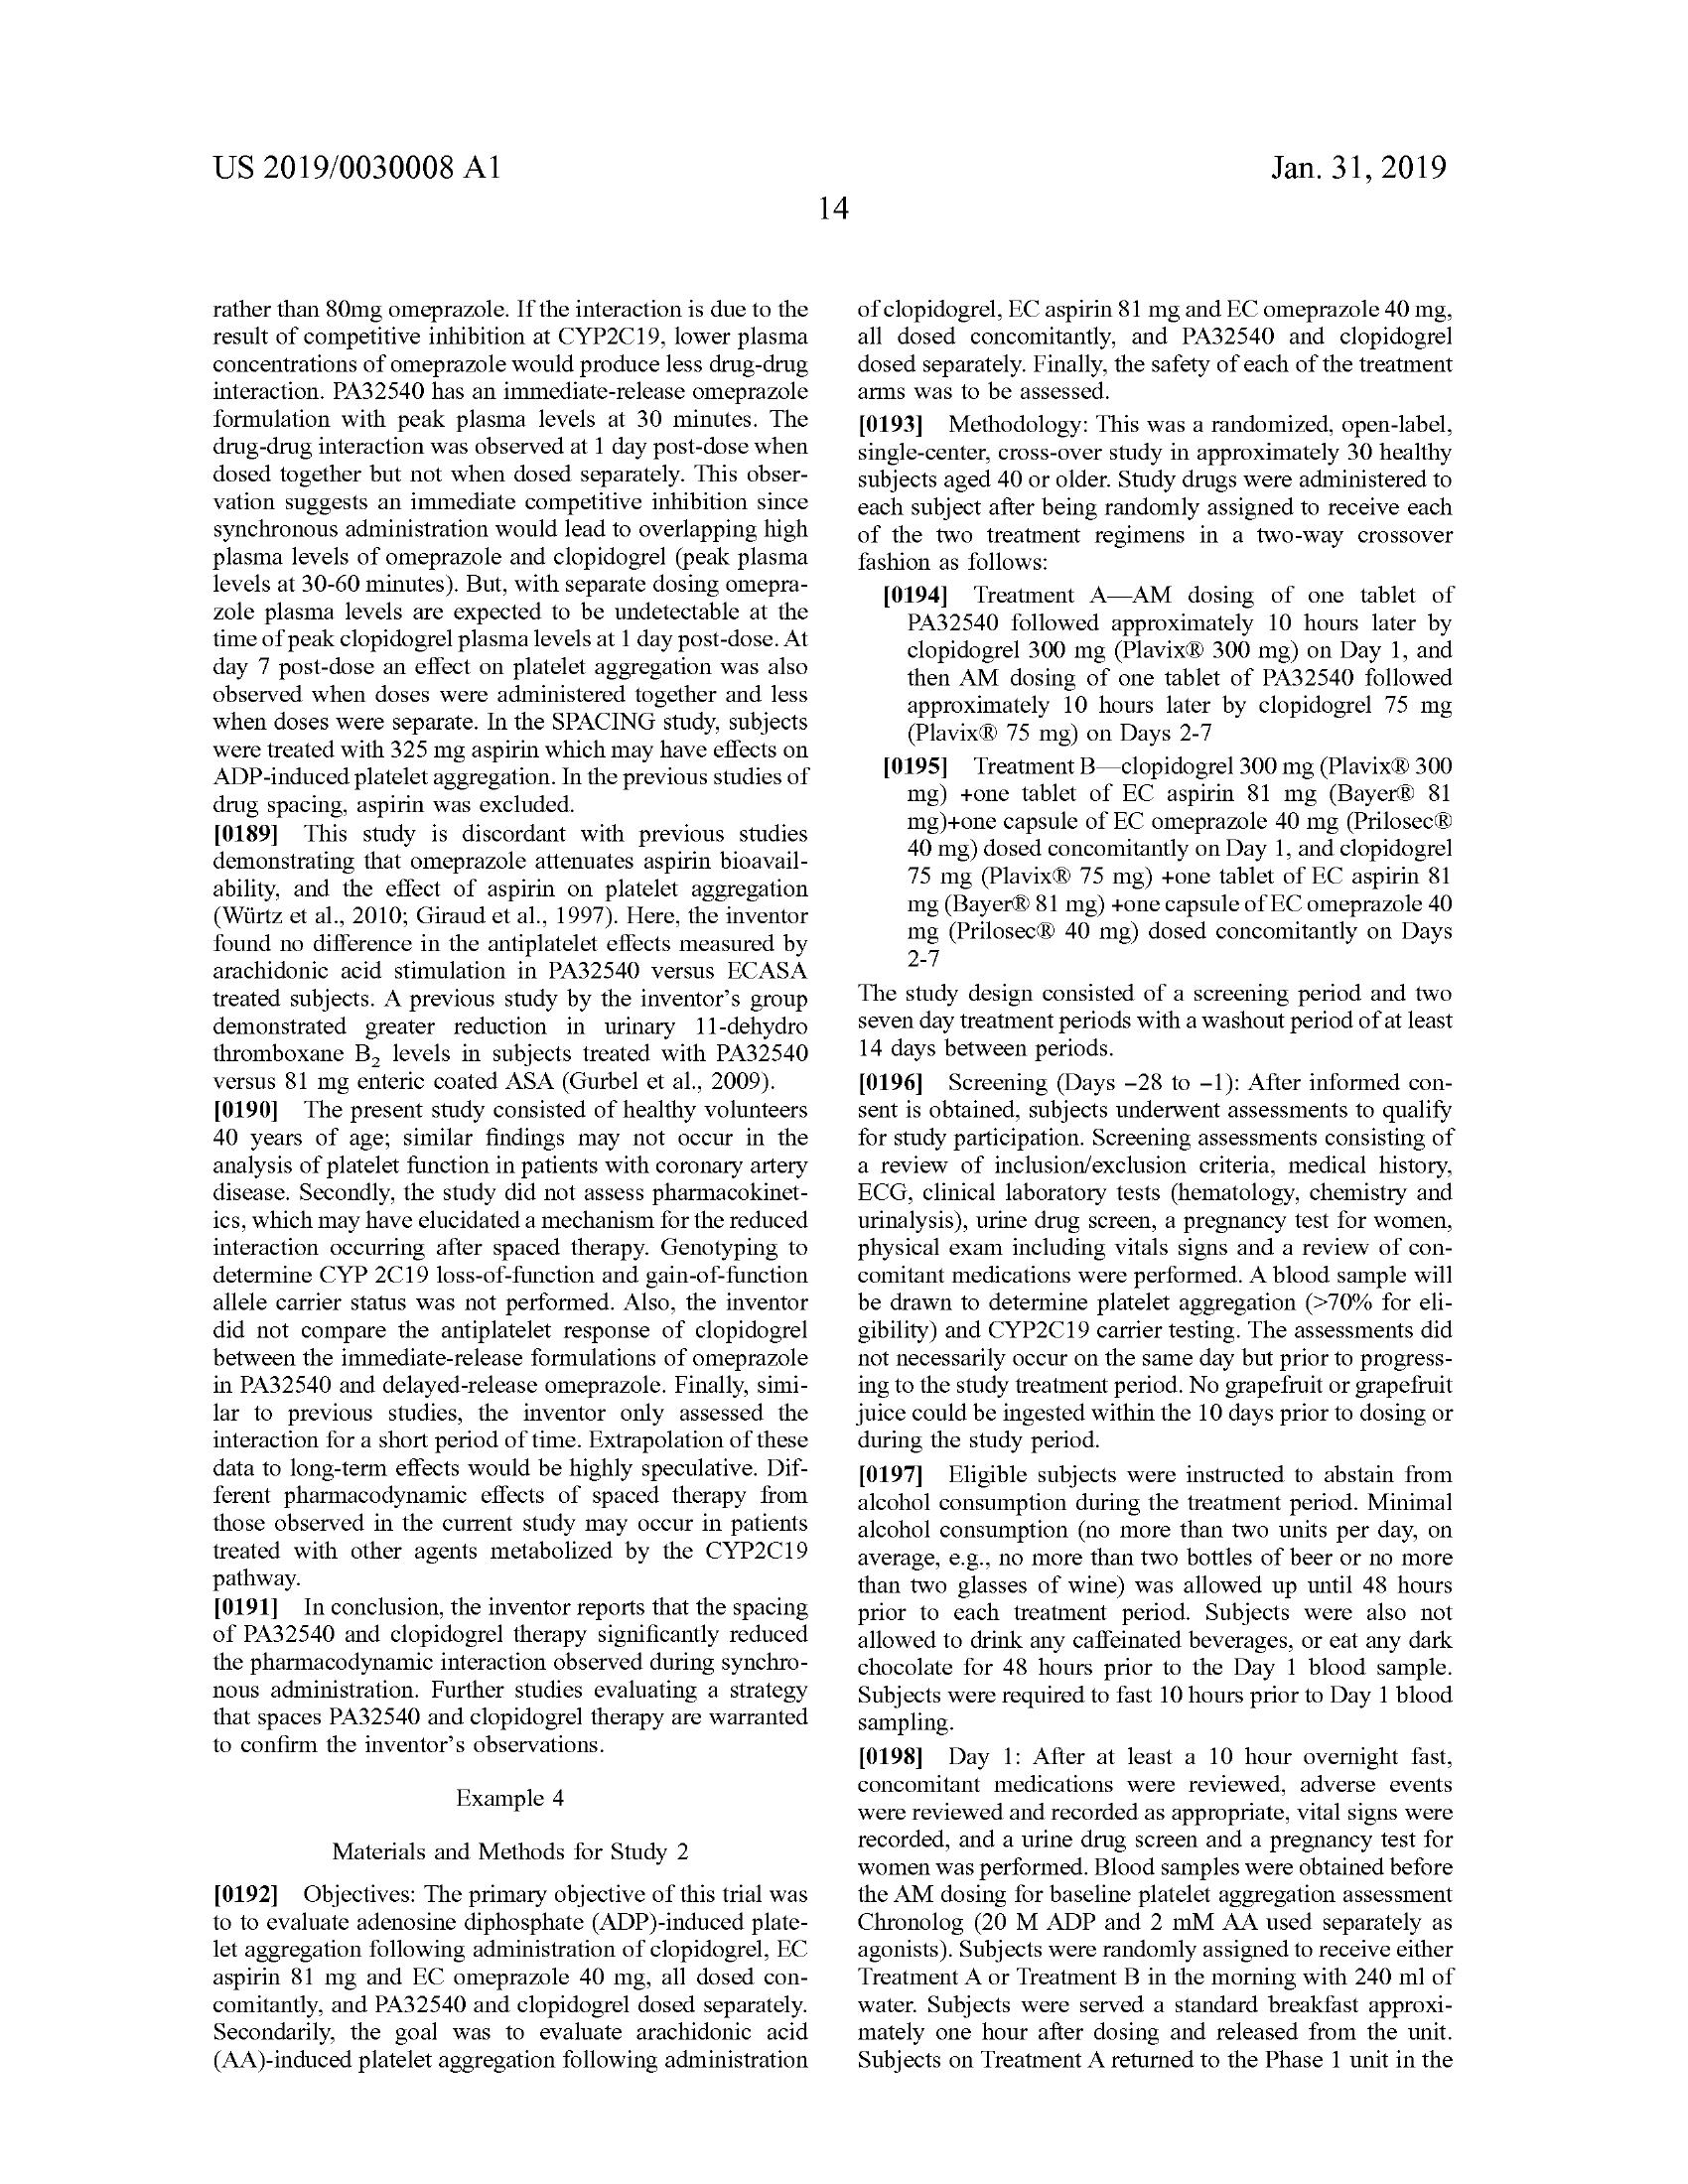 US 2019/0030008 A1
Jan. 31, 2019
14
rather than 80mg omeprazole. If the interaction is due to the
result of competitive inhibition at CYP2C19, lower plasma
concentrations of omeprazole would produce less drug-drug
interaction. PA32540 has an immediate-release omeprazole
formulation with peak plasma levels at 30 minutes. The
drug-drug interaction was observed at 1 day post-dose when
dosed together but not when dosed separately. This obser-
vation suggests an immediate competitive inhibition since
synchronous administration would lead to overlapping high
plasma levels of omeprazole and clopidogrel (peak plasma
levels at 30-60 minutes). But, with separate dosing omepra-
zole plasma levels are expected to be undetectable at the
time of peak clopidogrel plasma levels at 1 day post-dose. At
day 7 post-dose an effect on platelet aggregation was also
observed when doses were administered together and less
when doses were separate. In the SPACING study, subjects
were treated with 325 mg aspirin which may have effects on
ADP-induced platelet aggregation. In the previous studies of
drug spacing, aspirin was excluded.
[0189] This study is discordant with previous studies
demonstrating that omeprazole attenuates aspirin bioavail-
ability, and the effect of aspirin on platelet aggregation
(Würtz et al., 2010; Giraud et al., 1997). Here, the inventor
found no difference in the antiplatelet effects measured by
arachidonic acid stimulation in PA32540 versus ECASA
treated subjects. A previous study by the inventor's group
demonstrated greater reduction in urinary 11-dehydro
thromboxane B2 levels in subjects treated with PA32540
versus 81 mg enteric coated ASA (Gurbel et al., 2009).
[0190] The present study consisted of healthy volunteers
40 years of age; similar findings may not occur in the
analysis of platelet function in patients with coronary artery
disease. Secondly, the study did not assess pharmacokinet-
ics, which may have elucidated a mechanism for the reduced
interaction occurring after spaced therapy. Genotyping to
determine CYP 2C19 loss-of-function and gain-of-function
allele carrier status was not performed. Also, the inventor
did not compare the antiplatelet response of clopidogrel
between the immediate-release formulations of omeprazole
in PA32540 and delayed-release omeprazole. Finally, simi-
lar to previous studies, the inventor only assessed the
interaction for a short period of time. Extrapolation of these
data to long-term effects would be highly speculative. Dif-
ferent pharmacodynamic effects of spaced therapy from
those observed in the current study may occur in patients
treated with other agents metabolized by the CYP2C19
pathway.
[0191] In conclusion, the inventor reports that the spacing
of PA32540 and clopidogrel therapy significantly reduced
the pharmacodynamic interaction observed during synchro-
nous administration. Further studies evaluating a strategy
that spaces PA32540 and clopidogrel therapy are warranted
to confirm the inventor's observations.
Example 4
Materials and Methods for Study 2
[0192] Objectives: The primary objective of this trial was
to to evaluate adenosine diphosphate (ADP)-induced plate-
let aggregation following administration of clopidogrel, EC
aspirin 81 mg and EC omeprazole 40 mg, all dosed con-
comitantly, and PA32540 and clopidogrel dosed separately.
Secondarily, the goal was to evaluate arachidonic acid
(AA)-induced platelet aggregation following administration
of clopidogrel, EC aspirin 81 mg and EC omeprazole 40 mg,
all dosed concomitantly, and PA32540 and clopidogrel
dosed separately. Finally, the safety of each of the treatment
arms was to be assessed.
[0193] Methodology: This was a randomized, open-label,
single-center, cross-over study in approximately 30 healthy
subjects aged 40 or older. Study drugs were administered to
each subject after being randomly assigned to receive each
of the two treatment regimens in a two-way crossover
fashion as follows:
[0194] Treatment A—AM dosing of one tablet of
PA32540 followed approximately 10 hours later by
clopidogrel 300 mg (Plavix® 300 mg) on Day 1, and
then AM dosing of one tablet of PA32540 followed
approximately 10 hours later by clopidogrel 75 mg
(Plavix® 75 mg) on Days 2-7
[0195] Treatment B—clopidogrel 300 mg (Plavix® 300
mg) +one tablet of EC aspirin 81 mg (Bayer® 81
mg)+one capsule of EC omeprazole 40 mg (Prilosec®
40 mg) dosed concomitantly on Day 1, and clopidogrel
75 mg (Plavix® 75 mg) +one tablet of EC aspirin 81
mg (Bayer® 81 mg) +one capsule of EC omeprazole 40
mg (Prilosec® 40 mg) dosed concomitantly on Days
2-7
The study design consisted of a screening period and two
seven day treatment periods with a washout period of at least
14 days between periods.
[0196] Screening (Days –28 to –1): After informed con-
sent is obtained, subjects underwent assessments to qualify
for study participation. Screening assessments consisting of
a review of inclusion/exclusion criteria, medical history,
ECG, clinical laboratory tests (hematology, chemistry and
urinalysis), urine drug screen, a pregnancy test for women,
physical exam including vitals signs and a review of con-
comitant medications were performed. A blood sample will
be drawn to determine platelet aggregation (>70% for eli-
gibility) and CYP2C19 carrier testing. The assessments did
not necessarily occur on the same day but prior to progress-
ing to the study treatment period. No grapefruit or grapefruit
juice could be ingested within the 10 days prior to dosing or
during the study period.
[0197] Eligible subjects were instructed to abstain from
alcohol consumption during the treatment period. Minimal
alcohol consumption (no more than two units per day, on
average, e.g., no more than two bottles of beer or no more
than two glasses of wine) was allowed up until 48 hours
prior to each treatment period. Subjects were also not
allowed to drink any caffeinated beverages, or eat any dark
chocolate for 48 hours prior to the Day 1 blood sample.
Subjects were required to fast 10 hours prior to Day 1 blood
sampling.
[0198] Day 1: After at least a 10 hour overnight fast,
concomitant medications were reviewed, adverse events
were reviewed and recorded as appropriate, vital signs were
recorded, and a urine drug screen and a pregnancy test for
women was performed. Blood samples were obtained before
the AM dosing for baseline platelet aggregation assessment
Chronolog (20 M ADP and 2 mM AA used separately as
agonists). Subjects were randomly assigned to receive either
Treatment A or Treatment B in the morning with 240 ml of
water. Subjects were served a standard breakfast approxi-
mately one hour after dosing and released from the unit.
Subjects on Treatment A returned to the Phase 1 unit in the